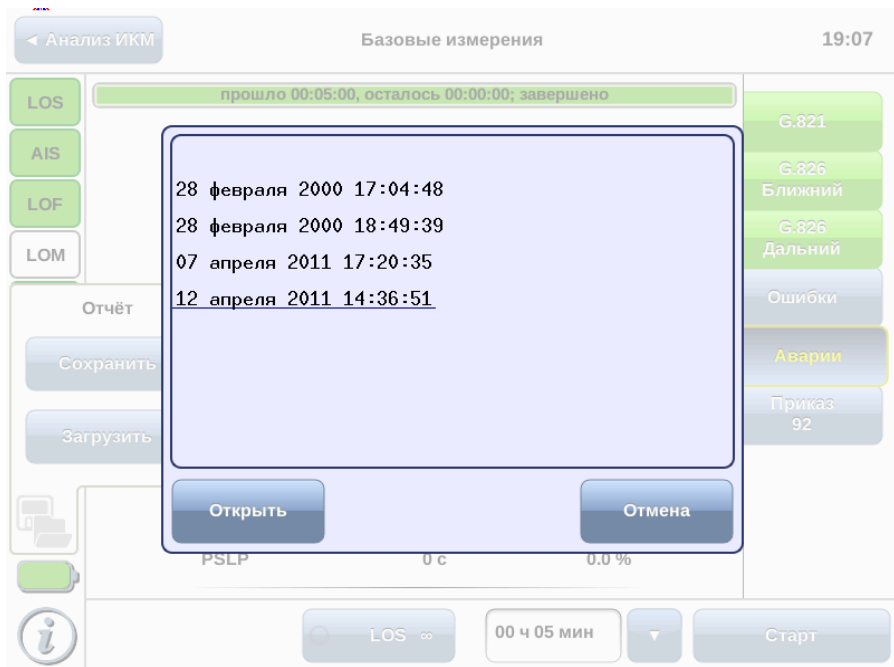 ◄ Анализ ИКМ
Базовые измерения
19:07
прошло 00:05:00, осталось 00:00:00; завершено
LOS
AIS
LOF
LOM
G.821
G.826
Ближний
G.826
Дальний
Ошибки
Аварии
Приказ
92
28 февраля 2000 17:04:48
28 февраля 2000 18:49:39
07 апреля 2011 17:20:35
12 апреля 2011 14:36:51
Отчёт
Сохранить
Загрузить
Открыть
Отмена
PSLP 0 с 0.0 %
LOS ∞
00 ч 05 мин
▼
Старт